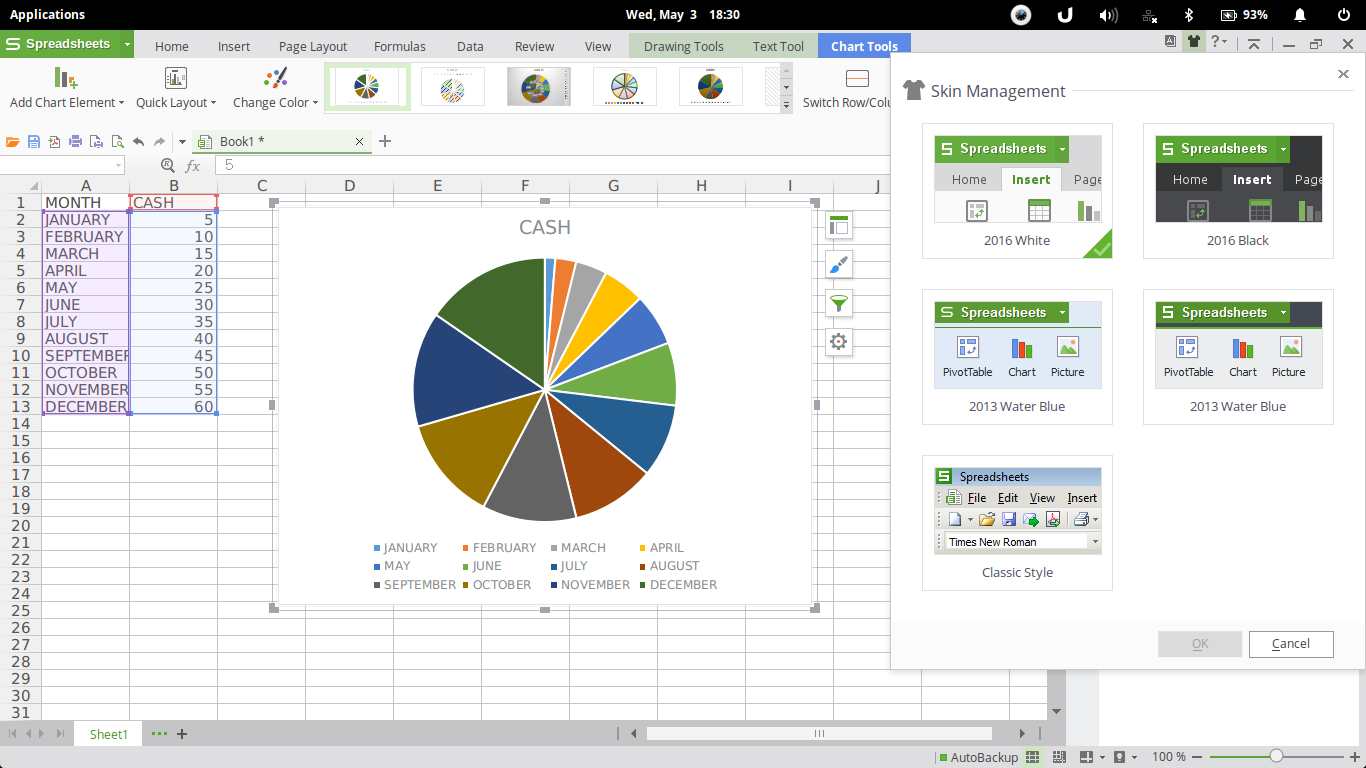 Applications Wed, May 3 18:30 93%
Spreadsheets Home Insert Page Layout Formulas Data Review View Drawing Tools Text Tool Chart Tools
Add Chart Element Quick Layout Change Color Switch Row/Colu
Book1 *
fx 5
A B C D E F G H I J
1 MONTH CASH
2 JANUARY 5
3 FEBRUARY 10
4 MARCH 15
5 APRIL 20
6 MAY 25
7 JUNE 30
8 JULY 35
9 AUGUST 40
10 SEPTEMBER 45
11 OCTOBER 50
12 NOVEMBER 55
13 DECEMBER 60
14
15
16
17
18
19
20
21
22
23
24
25
26
27
28
29
30
31
CASH
JANUARY FEBRUARY MARCH APRIL
MAY JUNE JULY AUGUST
SEPTEMBER OCTOBER NOVEMBER DECEMBER
Skin Management
Spreadsheets
Home Insert Page
2016 White
Spreadsheets
Home Insert Page
2016 Black
Spreadsheets
PivotTable Chart Picture
2013 Water Blue
Spreadsheets
PivotTable Chart Picture
2013 Water Blue
Spreadsheets
File Edit View Insert
Times New Roman
Classic Style
OK Cancel
Sheet1
AutoBackup 100 %